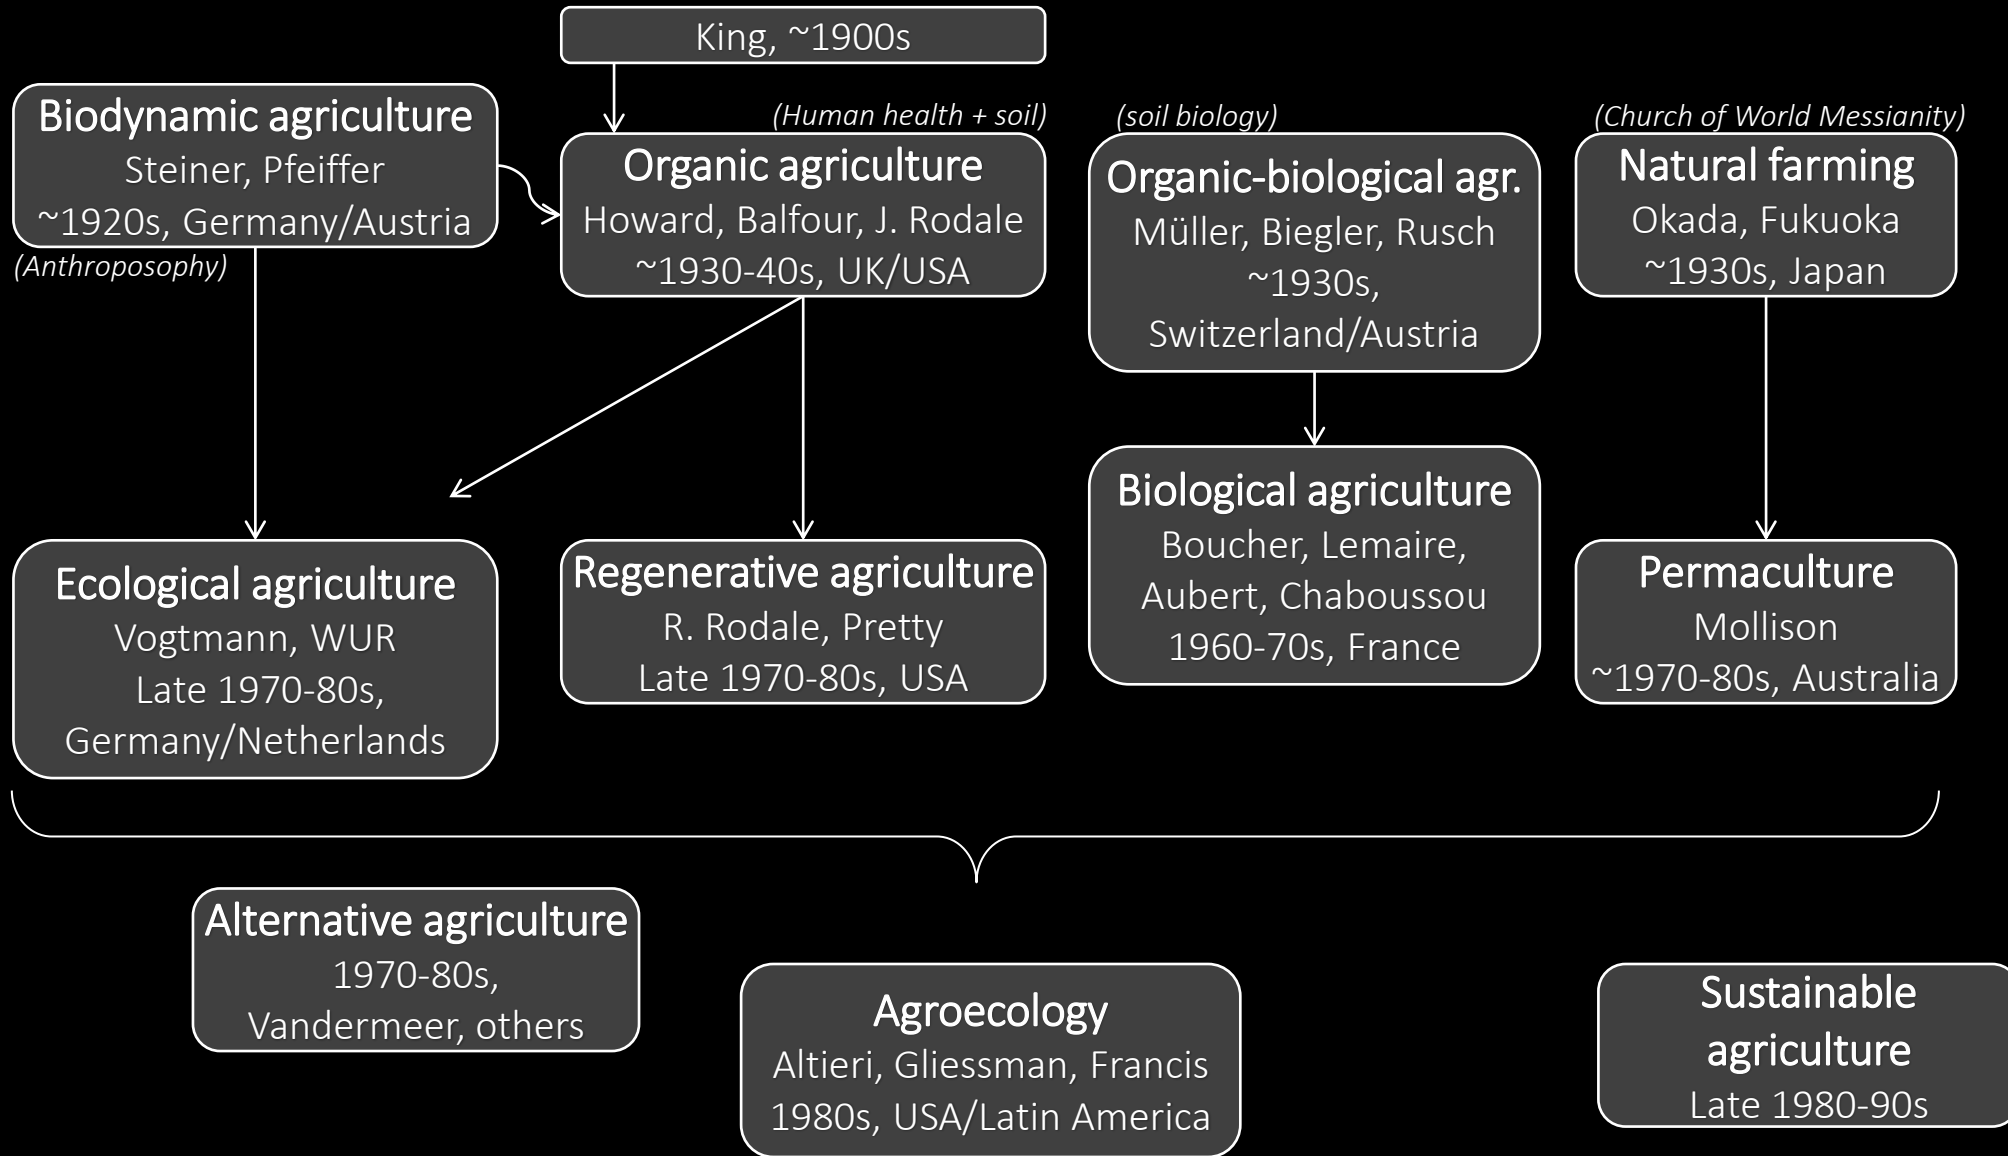 King, ~1900s
Biodynamic agriculture
Steiner, Pfeiffer
~1920s, Germany/Austria
(Anthroposophy)
(Human health + soil)
Organic agriculture
Howard, Balfour, J. Rodale
~1930-40s, UK/USA
(soil biology)
Organic-biological agr.
Müller, Biegler, Rusch
~1930s,
Switzerland/Austria
(Church of World Messianity)
Natural farming
Okada, Fukuoka
~1930s, Japan
Ecological agriculture
Vogtmann, WUR
Late 1970-80s,
Germany/Netherlands
Regenerative agriculture
R. Rodale, Pretty
Late 1970-80s, USA
Biological agriculture
Boucher, Lemaire,
Aubert, Chaboussou
1960-70s, France
Permaculture
Mollison
~1970-80s, Australia
Alternative agriculture
1970-80s,
Vandermeer, others
Agroecology
Altieri, Gliessman, Francis
1980s, USA/Latin America
Sustainable
agriculture
Late 1980-90s